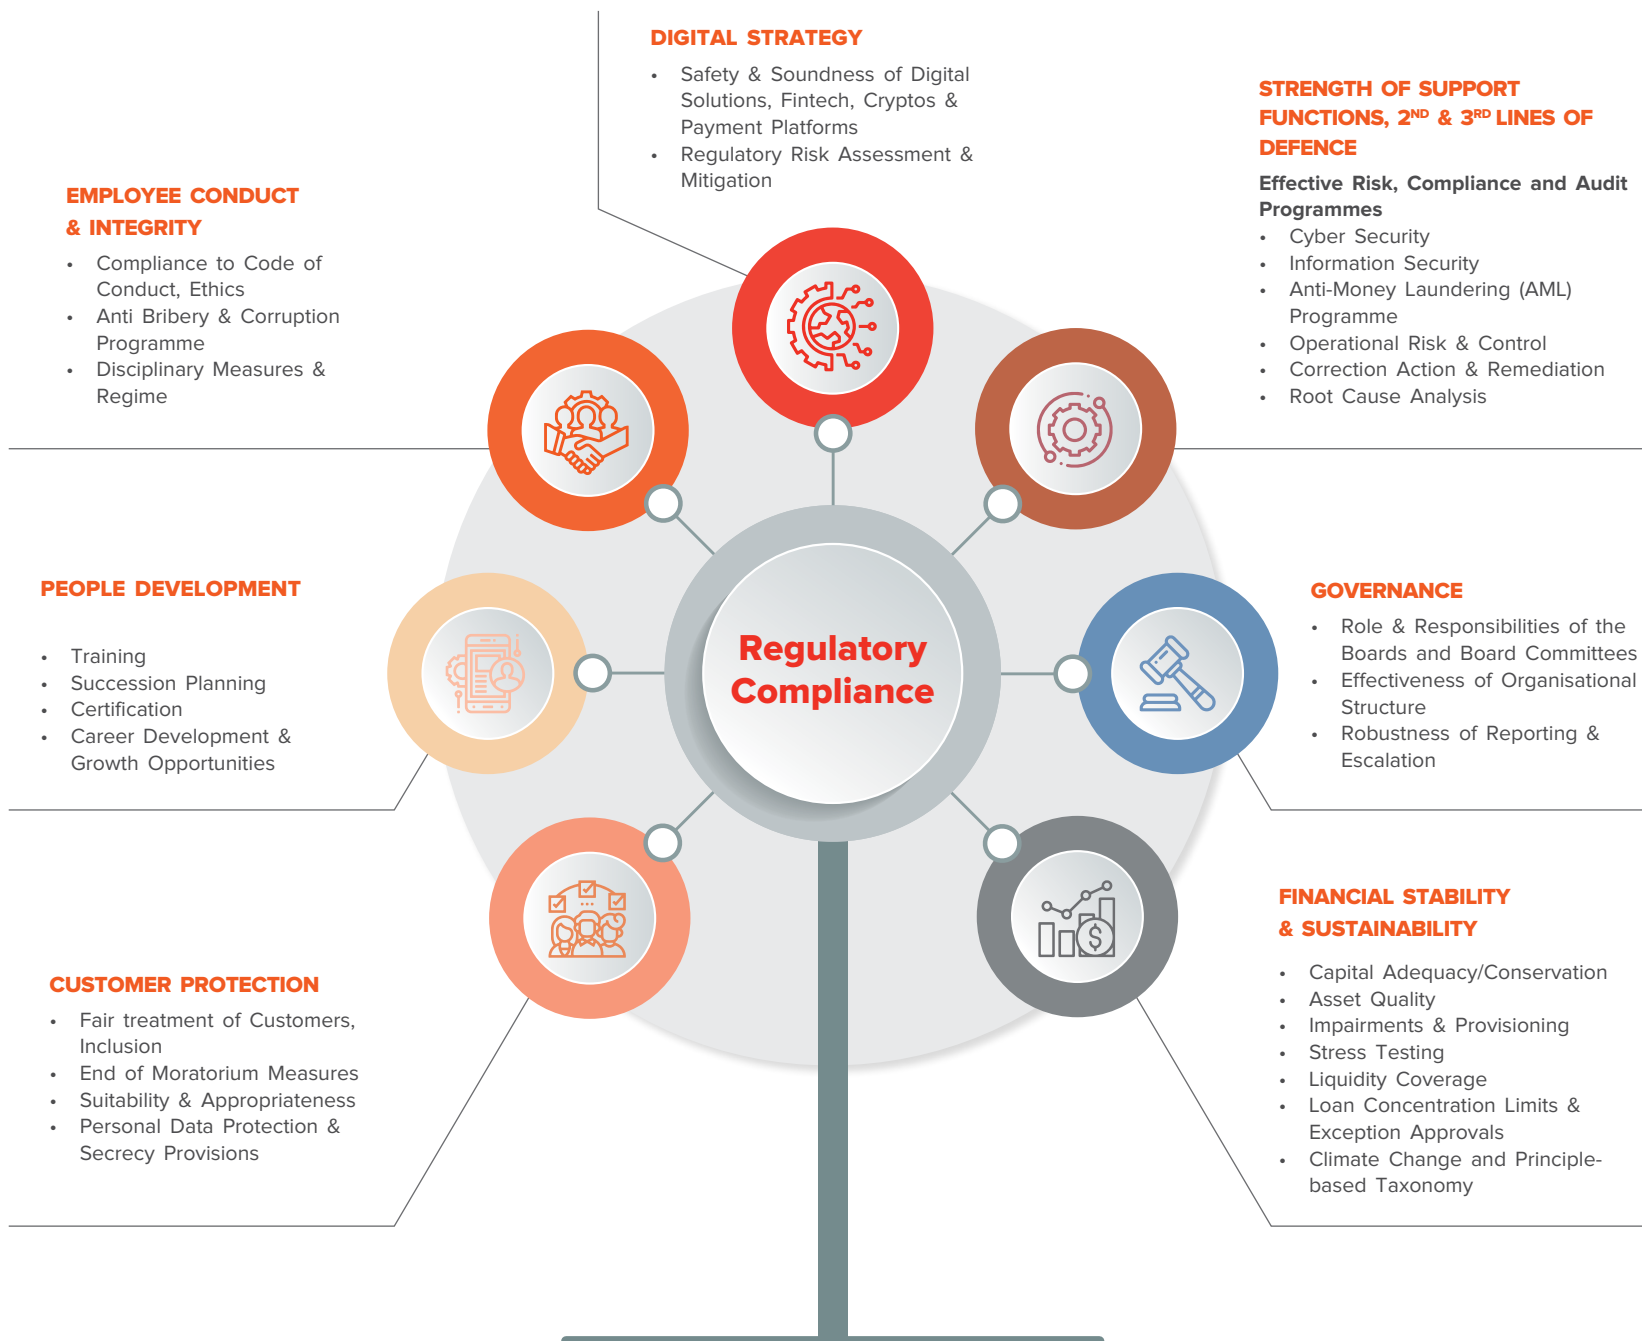 DIGITAL STRATEGY
• Safety & Soundness of Digital
Solutions, Fintech, Cryptos &
Payment Platforms
• Regulatory Risk Assessment &
Mitigation
STRENGTH OF SUPPORT
FUNCTIONS, 2ND & 3RD LINES OF
DEFENCE
Effective Risk, Compliance and Audit
Programmes
• Cyber Security
• Information Security
• Anti-Money Laundering (AML)
Programme
• Operational Risk & Control
• Correction Action & Remediation
• Root Cause Analysis
EMPLOYEE CONDUCT
& INTEGRITY
• Compliance to Code of
Conduct, Ethics
• Anti Bribery & Corruption
Programme
• Disciplinary Measures &
Regime
PEOPLE DEVELOPMENT
• Training
• Succession Planning
• Certification
• Career Development &
Growth Opportunities
Regulatory
Compliance
GOVERNANCE
• Role & Responsibilities of the
Boards and Board Committees
• Effectiveness of Organisational
Structure
• Robustness of Reporting &
Escalation
CUSTOMER PROTECTION
• Fair treatment of Customers,
Inclusion
• End of Moratorium Measures
• Suitability & Appropriateness
• Personal Data Protection &
Secrecy Provisions
FINANCIAL STABILITY
& SUSTAINABILITY
• Capital Adequacy/Conservation
• Asset Quality
• Impairments & Provisioning
• Stress Testing
• Liquidity Coverage
• Loan Concentration Limits &
Exception Approvals
• Climate Change and Principle-
based Taxonomy
$